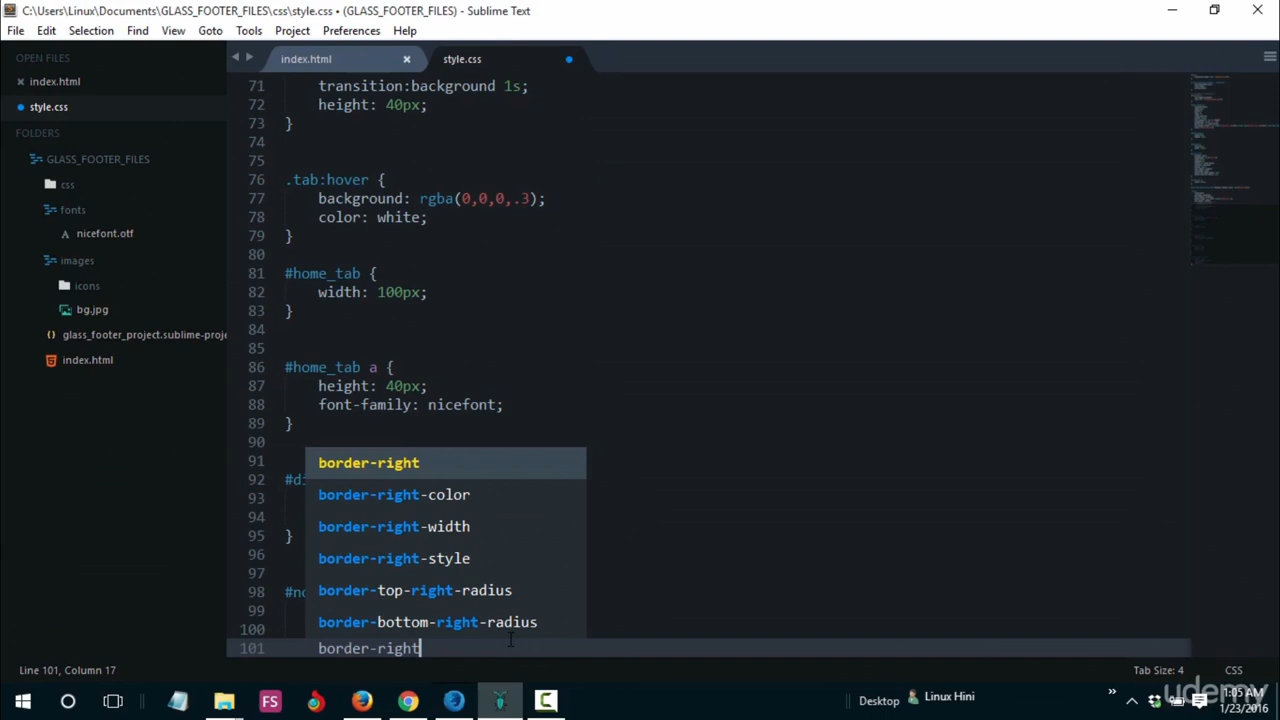 C:\Users\Linux\Documents\GLASS_FOOTER_FILES\css\style.css • (GLASS_FOOTER_FILES) - Sublime Text
File Edit Selection Find View Goto Tools Project Preferences Help
OPEN FILES
index.html
style.css
FOLDERS
GLASS_FOOTER_FILES
css
fonts
nicefont.otf
images
icons
bg.jpg
glass_footer_project.sublime-proje
index.html
index.html
style.css
71 transition:background 1s;
72 height: 40px;
73 }
74
75
76 .tab:hover {
77 background: rgba(0,0,0,.3);
78 color: white;
79 }
80
81 #home_tab {
82 width: 100px;
83 }
84
85
86 #home_tab a {
87 height: 40px;
88 font-family: nicefont;
89 }
90
91
92 #di
93
94
95 }
96
97
98 #no
99
100
101 border-right
border-right
border-right-color
border-right-width
border-right-style
border-top-right-radius
border-bottom-right-radius
Line 101, Column 17
Tab Size: 4 CSS
FS
Desktop
Linux Hini
1:05 AM
1/23/2016
udemy